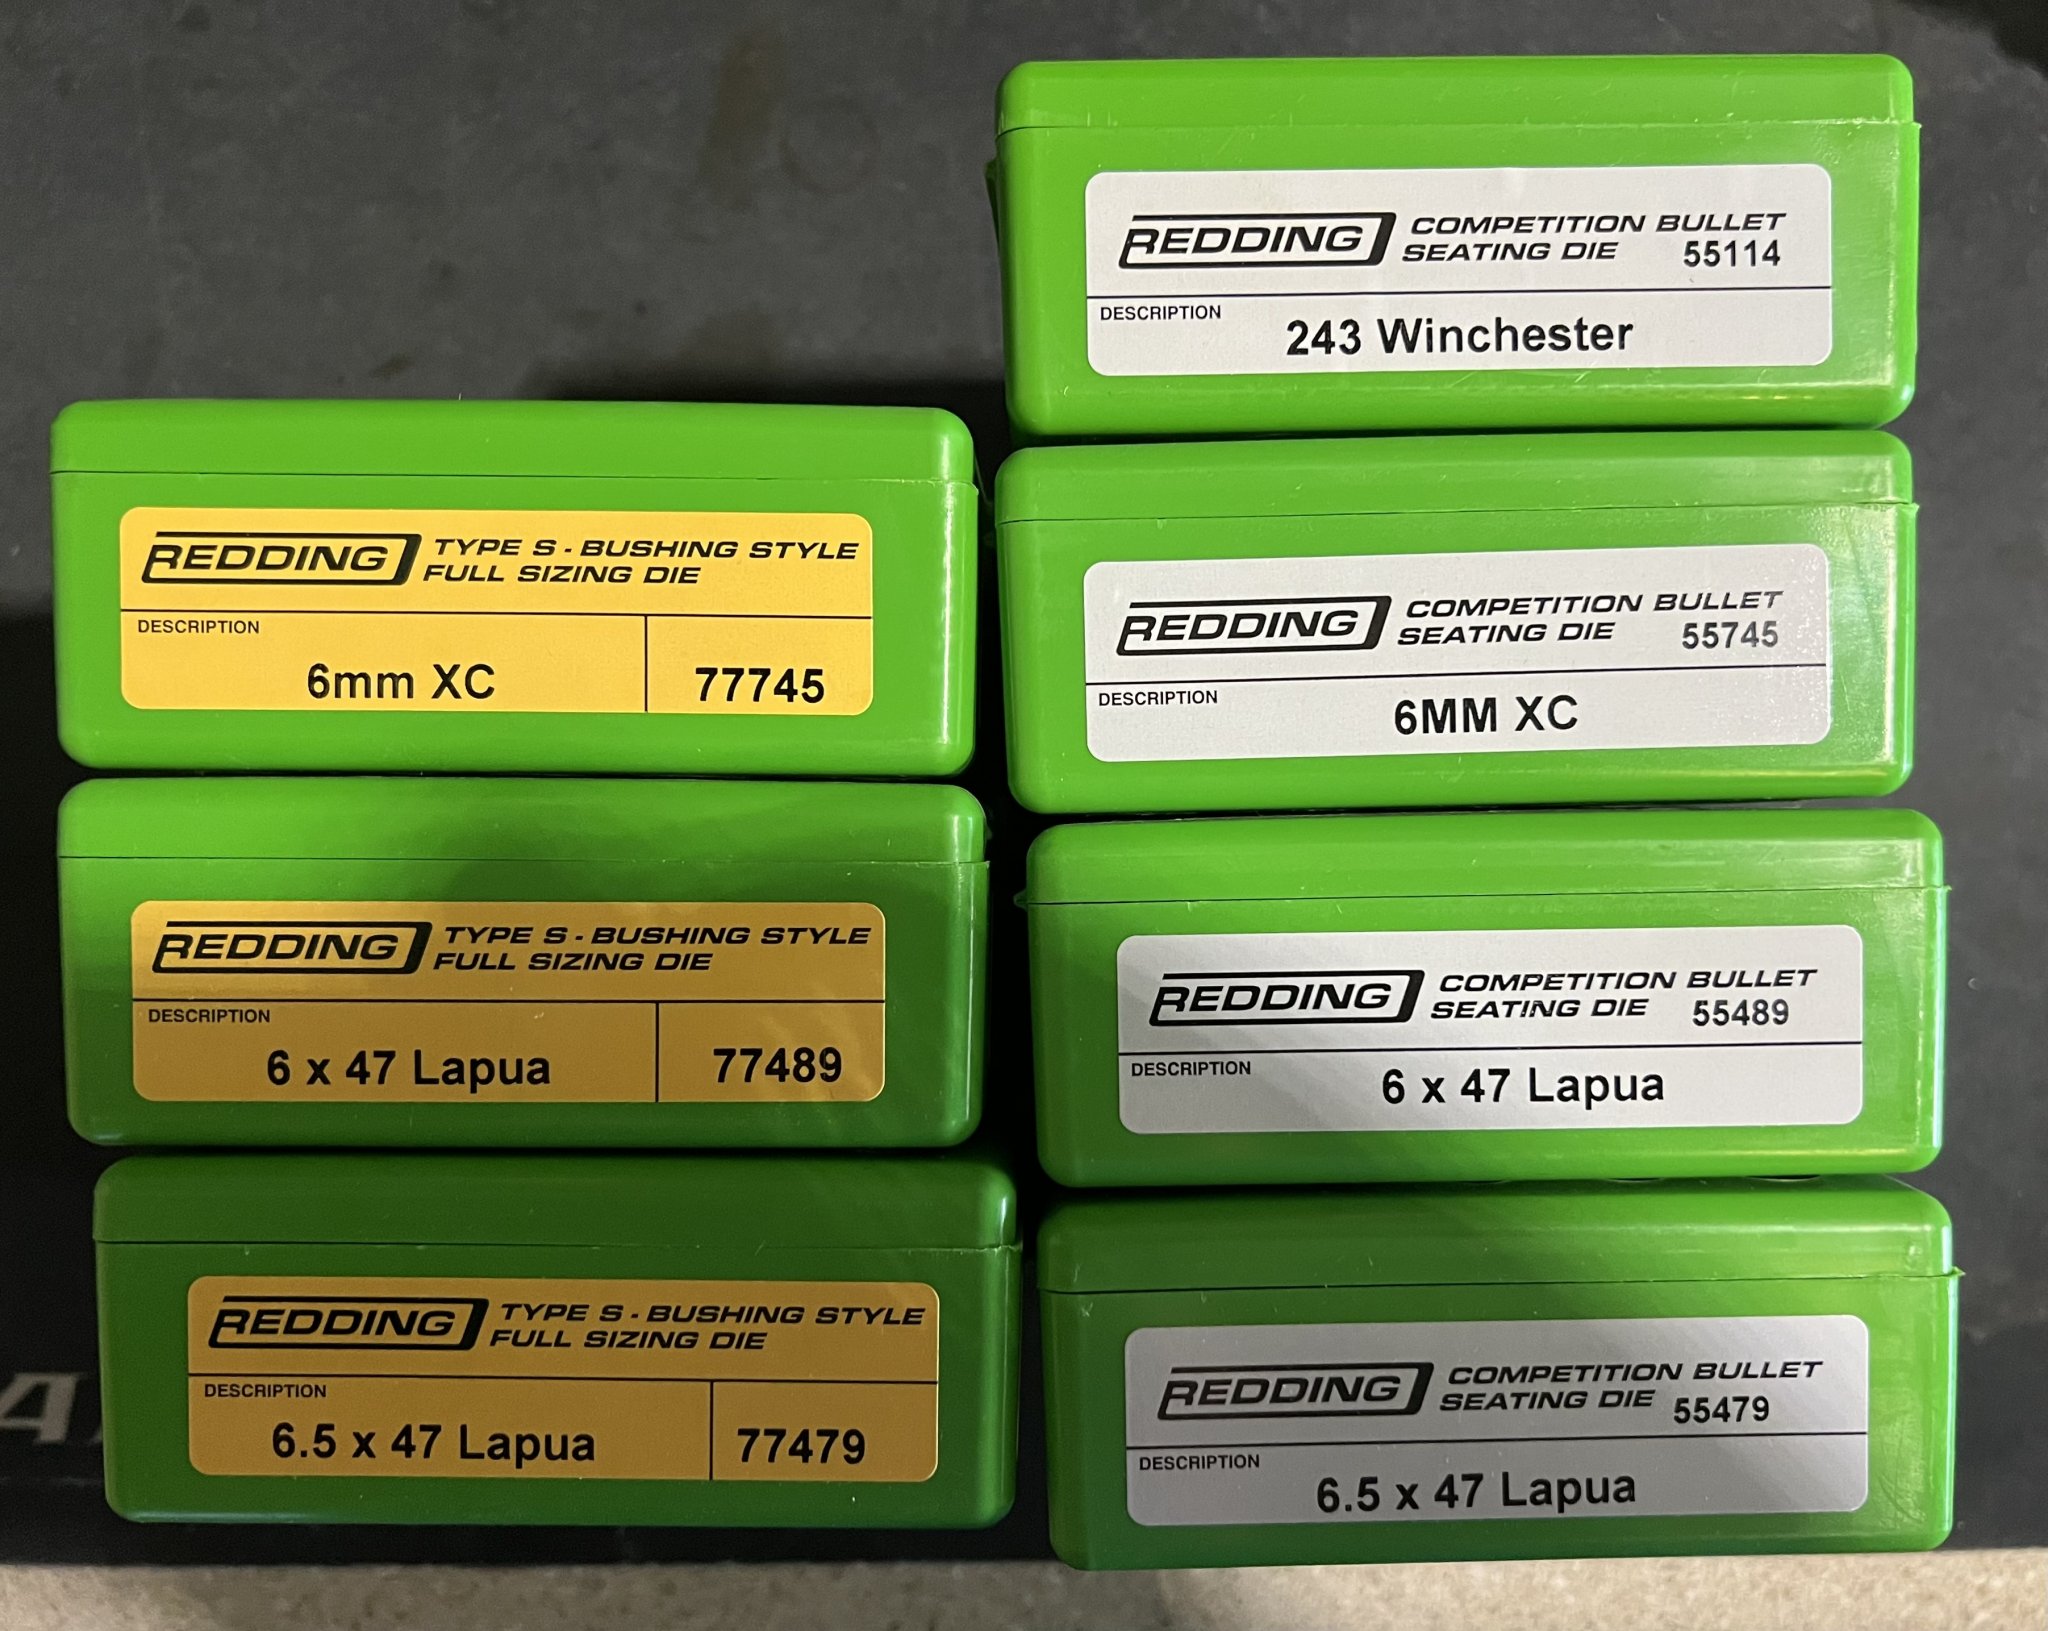 REDDING TYPE S - BUSHING STYLE
FULL SIZING DIE
DESCRIPTION
6mm XC 77745
REDDING TYPE S - BUSHING STYLE
FULL SIZING DIE
DESCRIPTION
6 x 47 Lapua 77489
REDDING TYPE S - BUSHING STYLE
FULL SIZING DIE
DESCRIPTION
6.5 x 47 Lapua 77479
REDDING COMPETITION BULLET
SEATING DIE 55114
DESCRIPTION
243 Winchester
REDDING COMPETITION BULLET
SEATING DIE 55745
DESCRIPTION
6MM XC
REDDING COMPETITION BULLET
SEATING DIE 55489
DESCRIPTION
6 x 47 Lapua
REDDING COMPETITION BULLET
SEATING DIE 55479
DESCRIPTION
6.5 x 47 Lapua